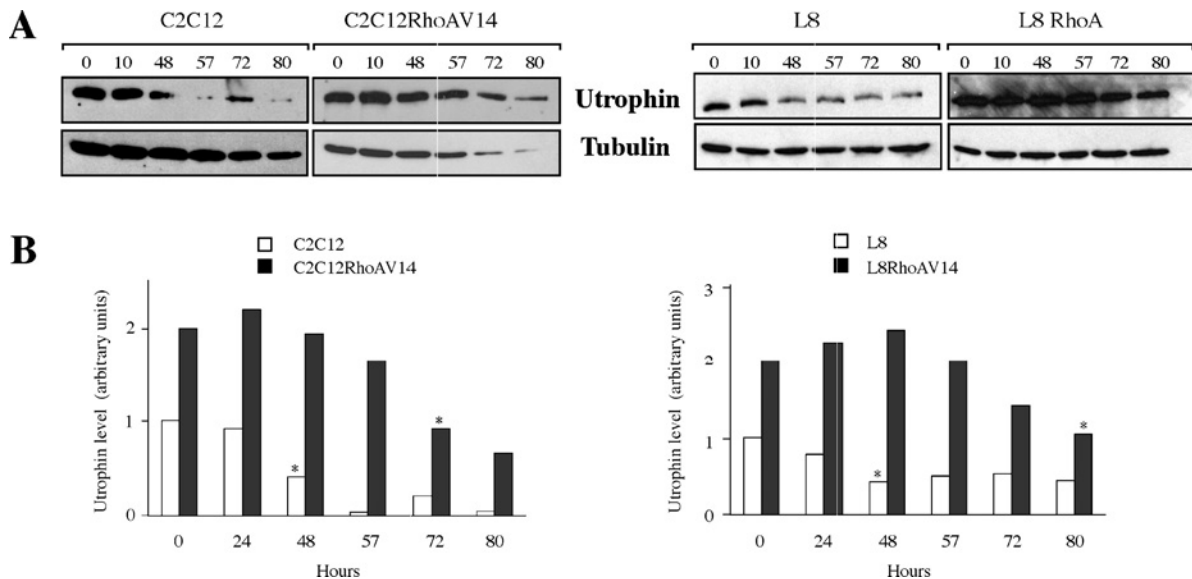 A
C2C12 C2C12RhoAV14 L8 L8 RhoA
0 10 48 57 72 80 0 10 48 57 72 80 0 10 48 57 72 80 0 10 48 57 72 80
Utrophin
Tubulin
B
C2C12
C2C12RhoAV14
Utrophin level (arbitrary units)
2
1
0
0 24 48 57 72 80
Hours
*
*
L8
L8RhoAV14
Utrophin level (arbitrary units)
3
2
1
0
0 24 48 57 72 80
Hours
*
*